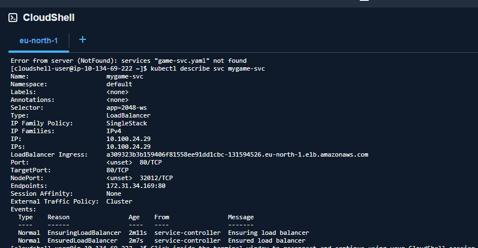 CloudShell
eu-north-1 +
Error from server (NotFound): services "game-svc.yaml" not found
[cloudshell-user@ip-10-134-69-222 ~]$ kubectl describe svc mygame-svc
Name: mygame-svc
Namespace: default
Labels: <none>
Annotations: <none>
Selector: app=2048-ws
Type: LoadBalancer
IP Family Policy: SingleStack
IP Families: IPv4
IP: 10.100.24.29
IPs: 10.100.24.29
LoadBalancer Ingress: a309323b3b159406f81558ee91dd1cbc-131594526.eu-north-1.elb.amazonaws.com
Port: <unset> 80/TCP
TargetPort: 80/TCP
NodePort: <unset> 32012/TCP
Endpoints: 172.31.34.169:80
Session Affinity: None
External Traffic Policy: Cluster
Events:
Type Reason Age From Message
---- ------ ---- ---- -------
Normal EnsuringLoadBalancer 2m11s service-controller Ensuring load balancer
Normal EnsuredLoadBalancer 2m7s service-controller Ensured load balancer